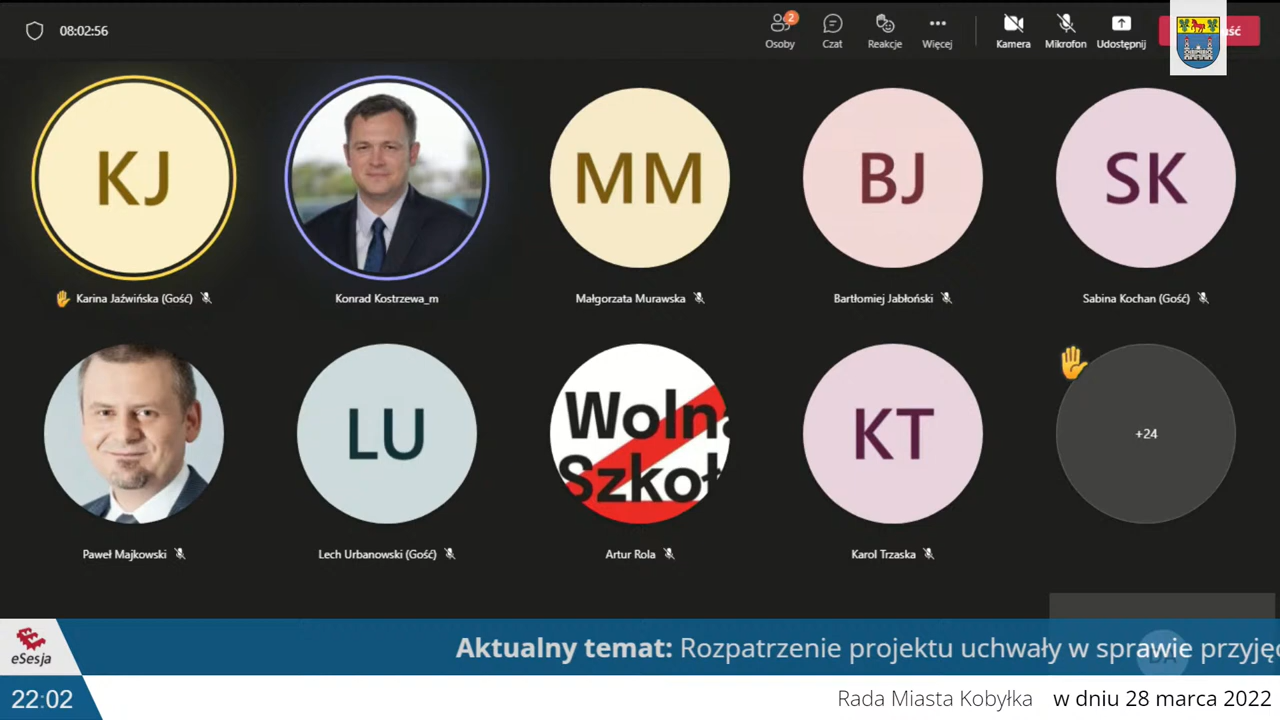 08:02:56
2
Osoby
Czat
Reakcje
Więcej
Kamera
Mikrofon
Udostępnij
KJ
MM
BJ
SK
Karina Jaźwińska (Gość)
Konrad Kostrzewa_m
Małgorzata Murawska
Bartłomiej Jabłoński
Sabina Kochan (Gość)
LU
Woln
Szkoł
KT
+24
Paweł Majkowski
Lech Urbanowski (Gość)
Artur Rola
Karol Trzaska
eSesja
Aktualny temat: Rozpatrzenie projektu uchwały w sprawie przyjęc
22:02
Rada Miasta Kobyłka w dniu 28 marca 2022